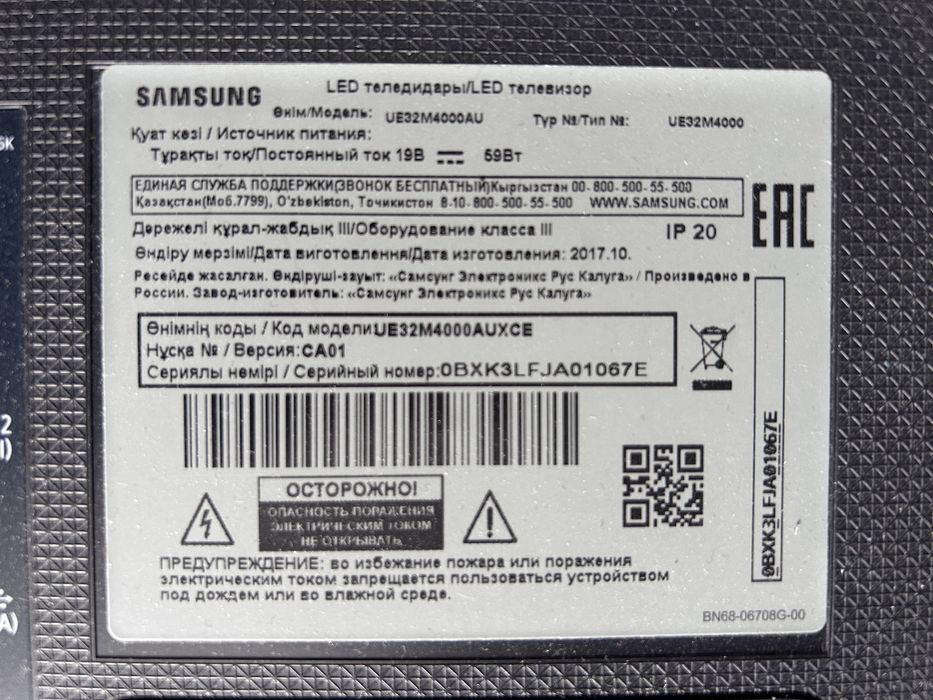 SAMSUNG
LED теледидары/LED телевизор
Өнім/Модель: UE32M4000AU Түр №/Тип №: UE32M4000
Қуат көзі / Источник питания:
Тұрақты ток/Постоянный ток 19В 59Вт
ЕДИНАЯ СЛУЖБА ПОДДЕРЖКИ(ЗВОНОК БЕСПЛАТНЫЙ)Кыргызстан 00-800-500-55-500
Қазақстан(Моб.7799), O'zbekiston, Точикистон 8-10-800-500-55-500 WWW.SAMSUNG.COM
EAC
Дәрежелі құрал-жабдық III/Оборудование класса III IP 20
Өндіру мерзімі/Дата виготовлення/Дата изготовления: 2017.10.
Ресейде жасалған. Өндіруші-зауыт: «Самсунг Электроникс Рус Калуга» / Произведено в
России. Завод-изготовитель: «Самсунг Электроникс Рус Калуга»
Өнімнің коды / Код модели:UE32M4000AUXCE
Нұсқа № / Версия:CA01
Сериялы немірі / Серийный номер:0BXK3LFJA01067E
0BXK3LFJA01067E
ОСТОРОЖНО!
ОПАСНОСТЬ ПОРАЖЕНИЯ
ЭЛЕКТРИЧЕСКИМ ТОКОМ
НЕ ОТКРЫВАТЬ
ПРЕДУПРЕЖДЕНИЕ: во избежание пожара или поражения
электрическим током запрещается пользоваться устройством
под дождем или во влажной среде.
BN68-06708G-00
5K
2
I)
A)